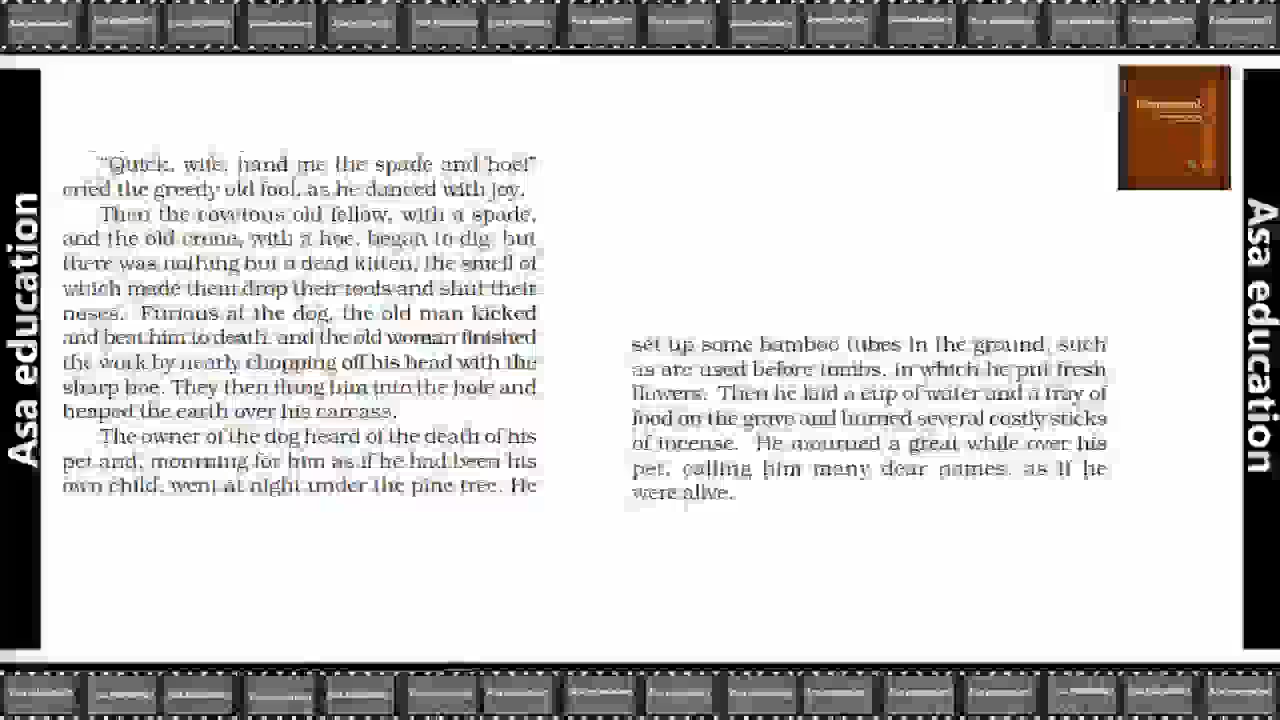 "Quick, wife, hand me the spade and hoe!"
cried the greedy old fool, as he danced with joy.
Then the covetous old fellow, with a spade,
and the old crone, with a hoe, began to dig; but
there was nothing but a dead kitten, the smell of
which made them drop their tools and shut their
noses. Furious at the dog, the old man kicked
and beat him to death, and the old woman finished
the work by nearly chopping off his head with the
sharp hoe. They then flung him into the hole and
heaped the earth over his carcass.
The owner of the dog heard of the death of his
pet and, mourning for him as if he had been his
own child, went at night under the pine tree. He
set up some bamboo tubes in the ground, such
as are used before tombs, in which he put fresh
flowers. Then he laid a cup of water and a tray of
food on the grave and burned several costly sticks
of incense. He mourned a great while over his
pet, calling him many dear names, as if he
were alive.
Asa education
Asa education